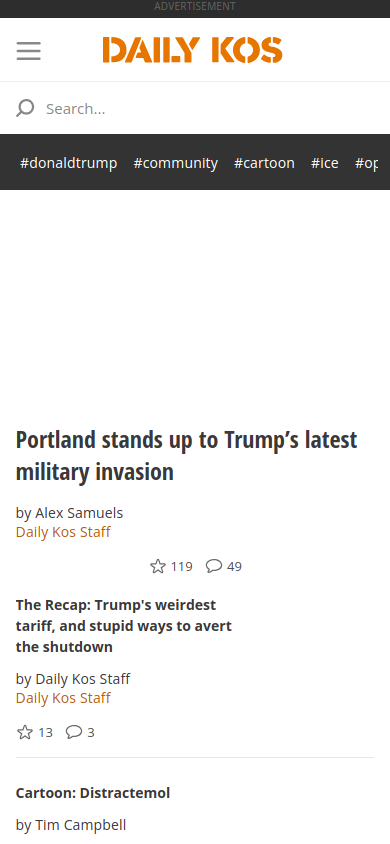 ADVERTISEMENT
DAILY KOS
Search...
#donaldtrump #community #cartoon #ice #op
Portland stands up to Trump’s latest
military invasion
by Alex Samuels
Daily Kos Staff
119 49
The Recap: Trump's weirdest
tariff, and stupid ways to avert
the shutdown
by Daily Kos Staff
Daily Kos Staff
13 3
Cartoon: Distractemol
by Tim Campbell